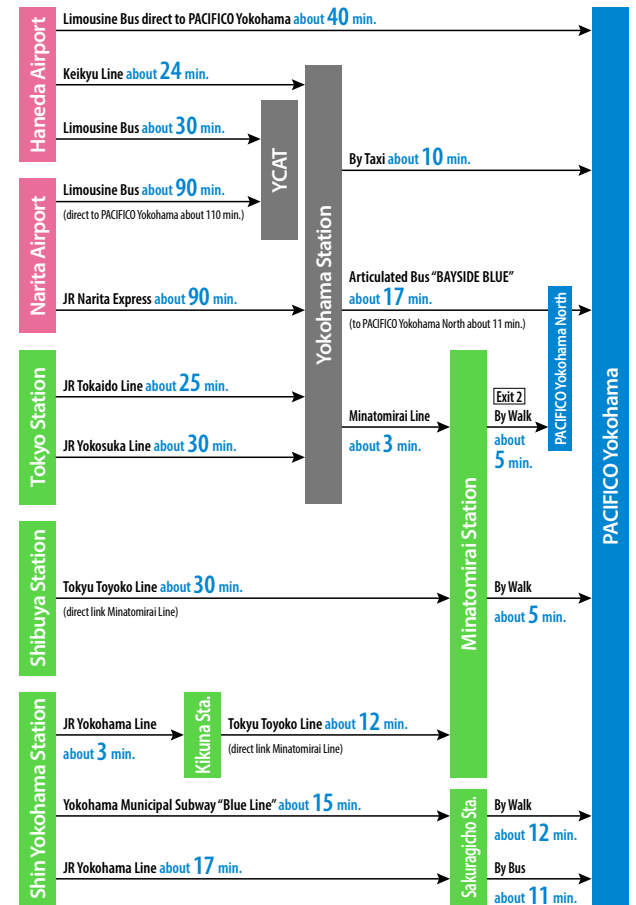 Haneda Airport
Limousine Bus direct to PACIFICO Yokohama about 40 min.
Keikyu Line about 24 min.
Limousine Bus about 30 min.
YCAT
Narita Airport
Limousine Bus about 90 min.
(direct to PACIFICO Yokohama about 110 min.)
JR Narita Express about 90 min.
Yokohama Station
By Taxi about 10 min.
Articulated Bus “BAYSIDE BLUE”
about 17 min.
(to PACIFICO Yokohama North about 11 min.)
PACIFICO Yokohama North
PACIFICO Yokohama
Tokyo Station
JR Tokaido Line about 25 min.
JR Yokosuka Line about 30 min.
Minatomirai Line
about 3 min.
Minatomirai Station
Exit 2
By Walk
about
5 min.
Shibuya Station
Tokyu Toyoko Line about 30 min.
(direct link Minatomirai Line)
By Walk
about 5 min.
Shin Yokohama Station
JR Yokohama Line
about 3 min.
Kikuna Sta.
Tokyu Toyoko Line about 12 min.
(direct link Minatomirai Line)
Yokohama Municipal Subway “Blue Line” about 15 min.
Sakuragicho Sta.
By Walk
about 12 min.
JR Yokohama Line about 17 min.
By Bus
about 11 min.